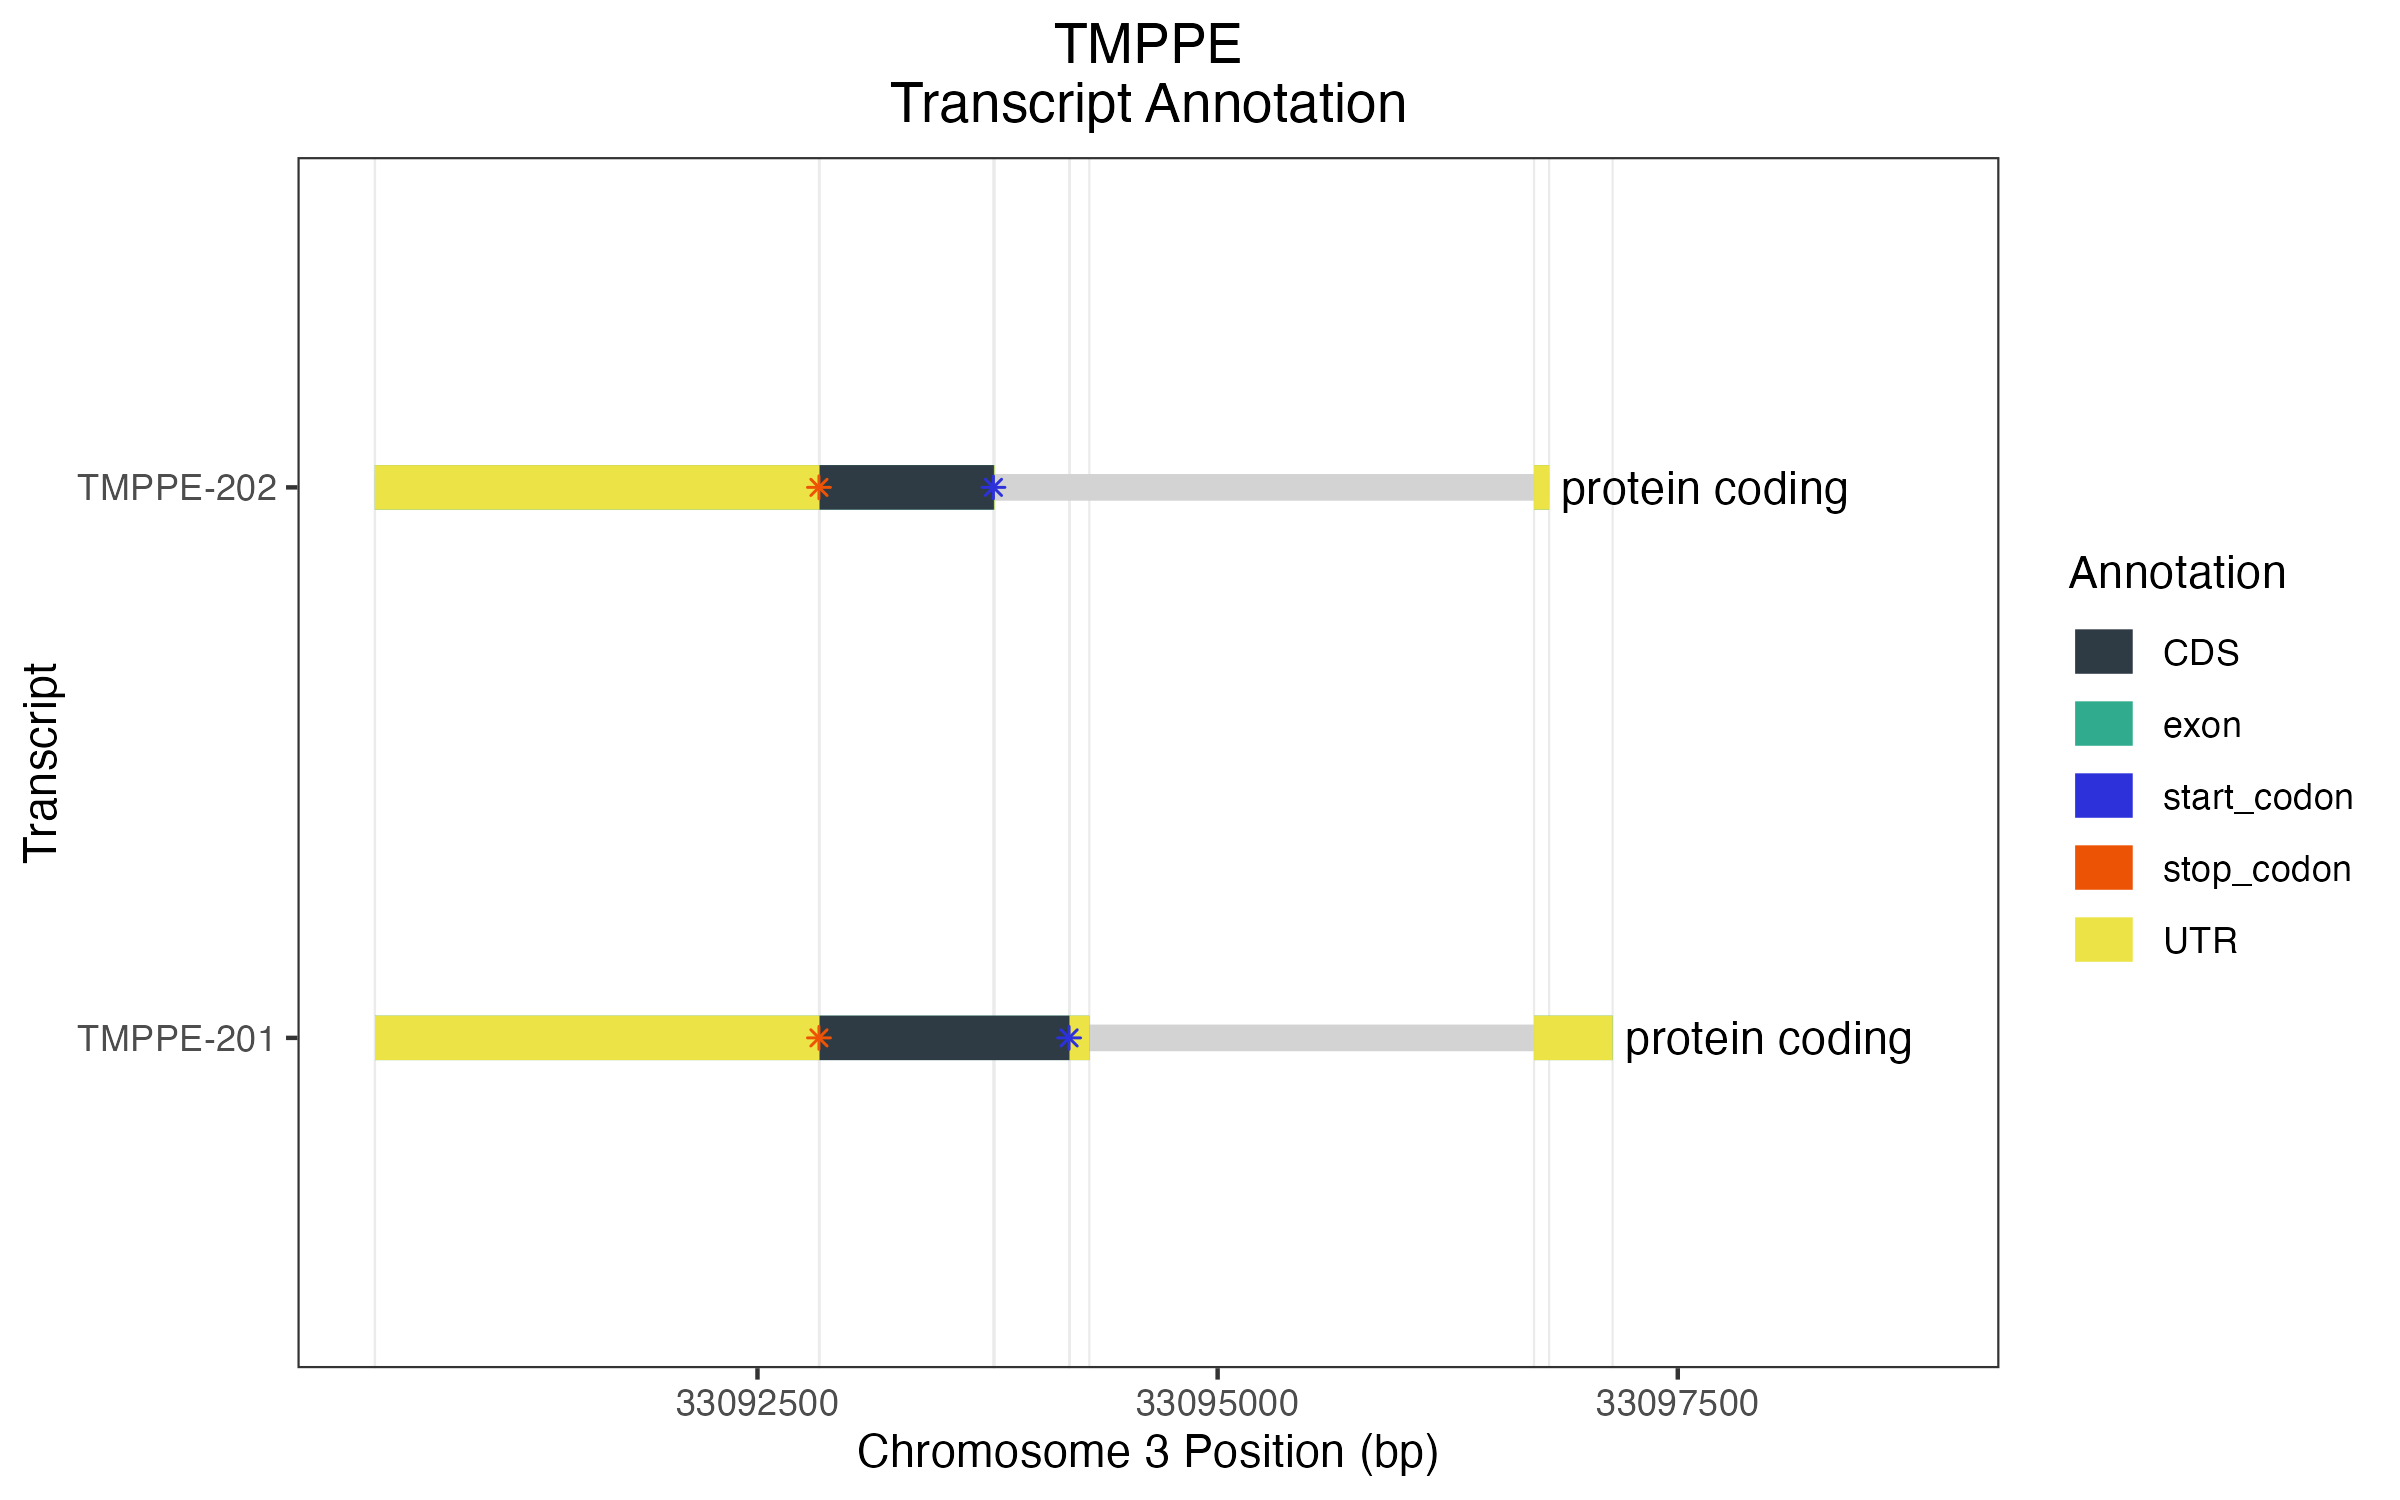 TMPPE
Transcript Annotation
Transcript
TMPPE-202
protein coding
TMPPE-201
protein coding
33092500
33095000
33097500
Chromosome 3 Position (bp)
Annotation
CDS
exon
start_codon
stop_codon
UTR